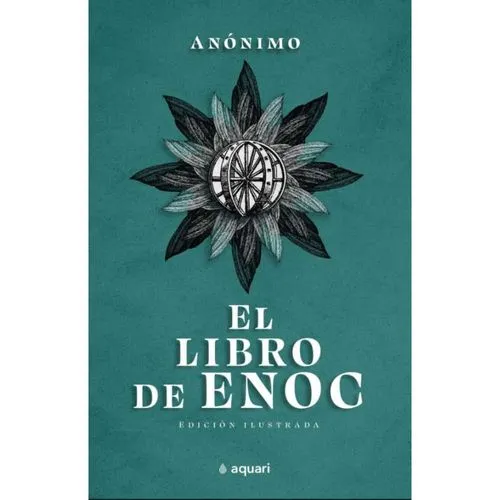 ANÓNIMO
EL
LIBRO
DE ENOC
EDICIÓN ILUSTRADA
aquari